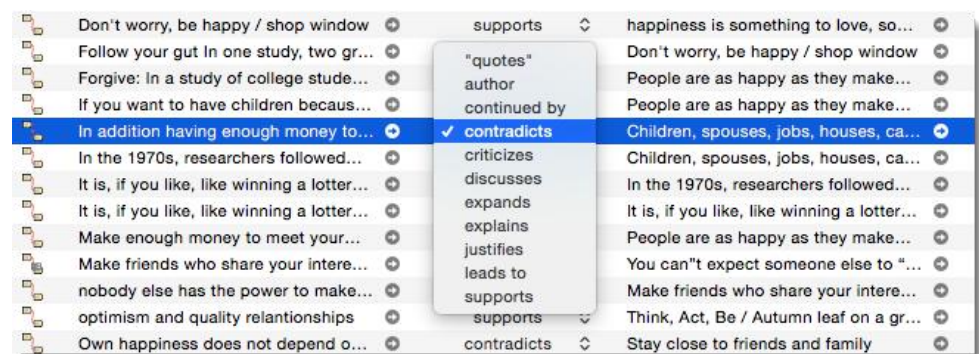 Don't worry, be happy / shop window supports happiness is something to love, so...
Follow your gut In one study, two gr... "quotes" Don't worry, be happy / shop window
Forgive: In a study of college stude... author People are as happy as they make...
If you want to have children becaus... continued by People are as happy as they make...
In addition having enough money to... ✓ contradicts Children, spouses, jobs, houses, ca...
In the 1970s, researchers followed... criticizes Children, spouses, jobs, houses, ca...
It is, if you like, like winning a lotter... discusses In the 1970s, researchers followed...
It is, if you like, like winning a lotter... expands It is, if you like, like winning a lotter...
Make enough money to meet your... explains People are as happy as they make...
justifies
Make friends who share your intere... leads to You can"t expect someone else to “...
nobody else has the power to make... supports Make friends who share your intere...
optimism and quality relantionships supports Think, Act, Be / Autumn leaf on a gr...
Own happiness does not depend o... contradicts Stay close to friends and family